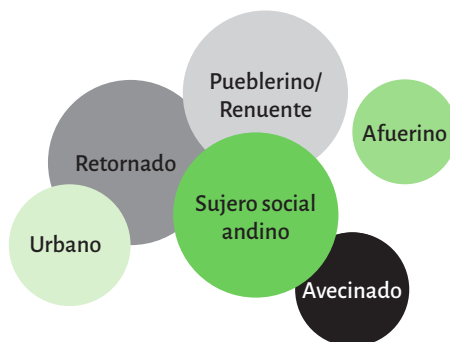 Pueblerino/
Renuente
Afuerino
Retornado
Sujero social
andino
Urbano
Avecinado